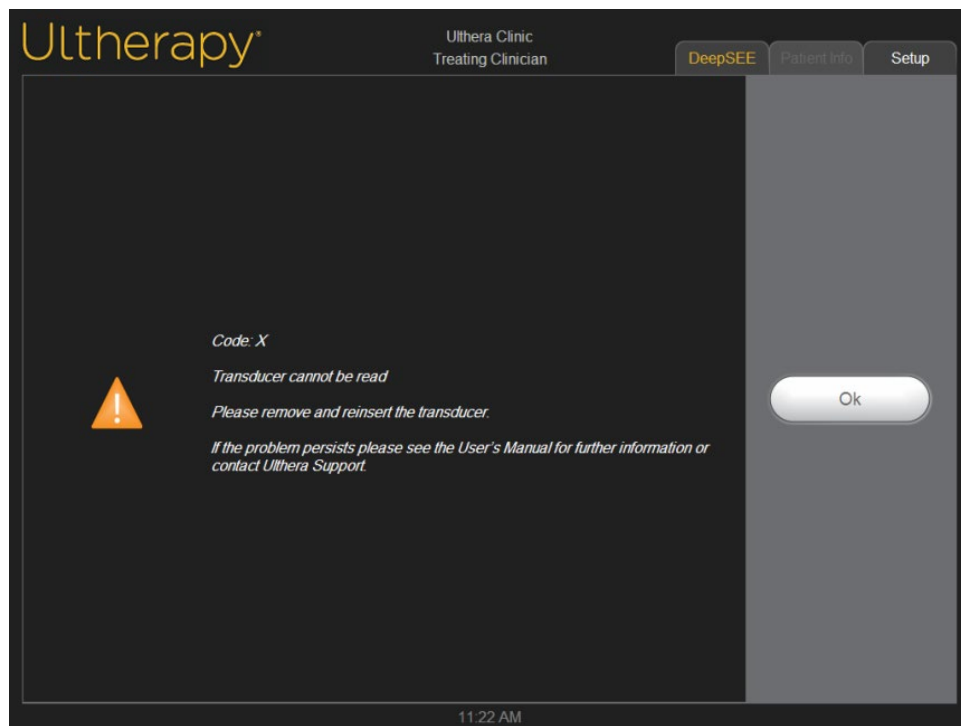 Ultherapy®
Ulthera Clinic
Treating Clinician
DeepSEE
Patient Info
Setup
Code: X
Transducer cannot be read
Please remove and reinsert the transducer.
If the problem persists please see the User's Manual for further information or
contact Ulthera Support.
Ok
11:22 AM